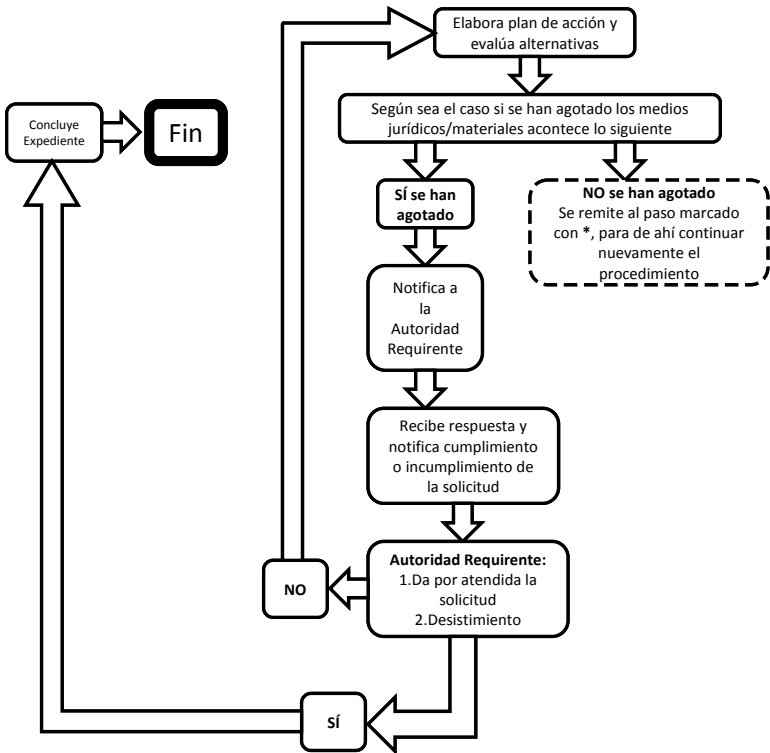 Elabora plan de acción y
evalúa alternativas
Según sea el caso si se han agotado los medios
jurídicos/materiales acontece lo siguiente
Concluye
Expediente
Fin
SÍ se han
agotado
NO se han agotado
Se remite al paso marcado
con *, para de ahí continuar
nuevamente el
procedimiento
Notifica a
la
Autoridad
Requirente
Recibe respuesta y
notifica cumplimiento
o incumplimiento de
la solicitud
Autoridad Requirente:
1.Da por atendida la
solicitud
2.Desistimiento
NO
SÍ